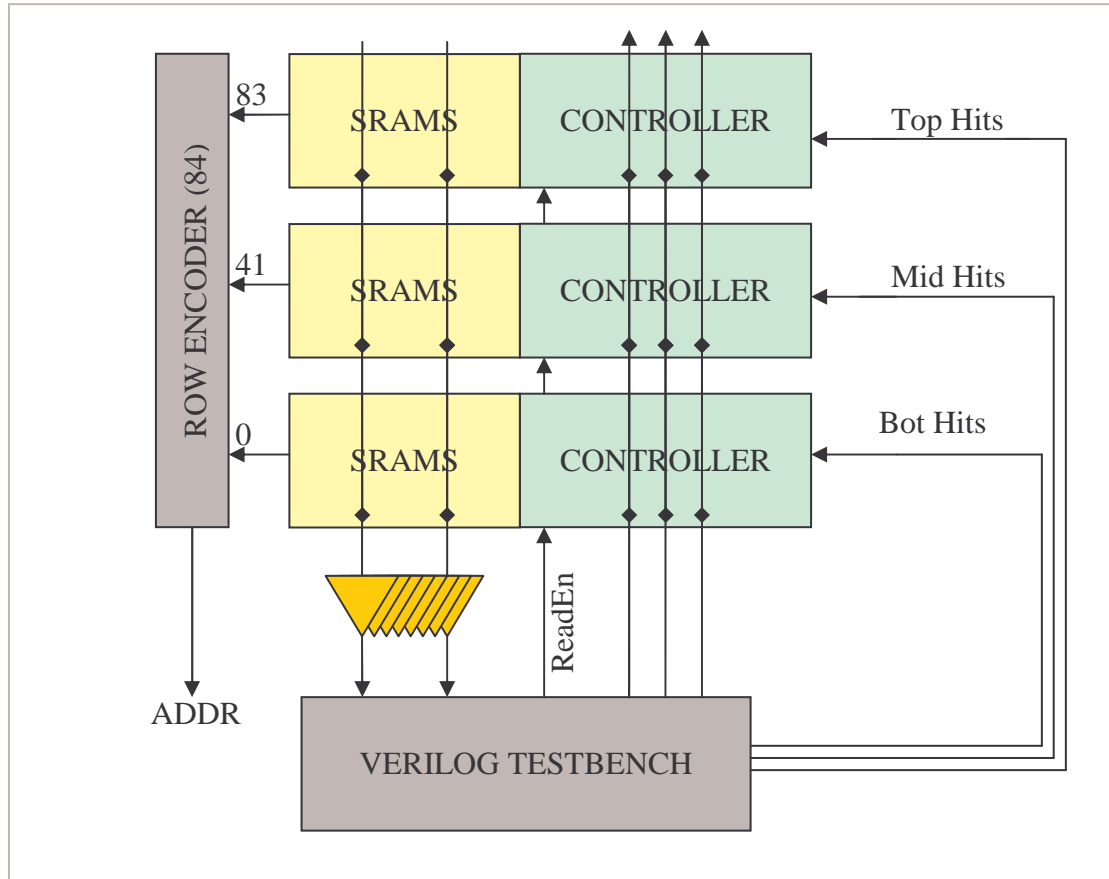 83
SRAMS
CONTROLLER
Top Hits
ROW ENCODER (84)
41
SRAMS
CONTROLLER
Mid Hits
0
SRAMS
CONTROLLER
Bot Hits
ReadEn
ADDR
VERILOG TESTBENCH